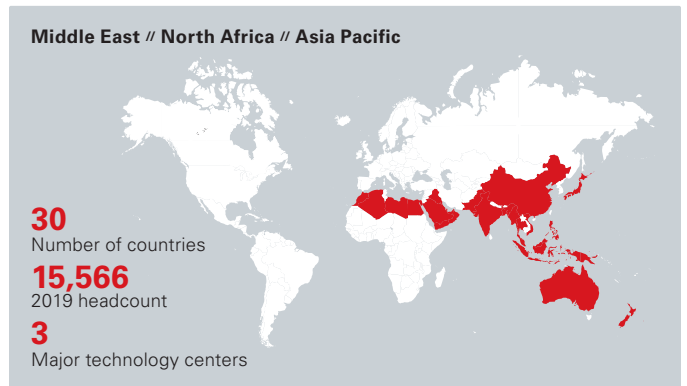 Middle East // North Africa // Asia Pacific
30
Number of countries
15,566
2019 headcount
3
Major technology centers